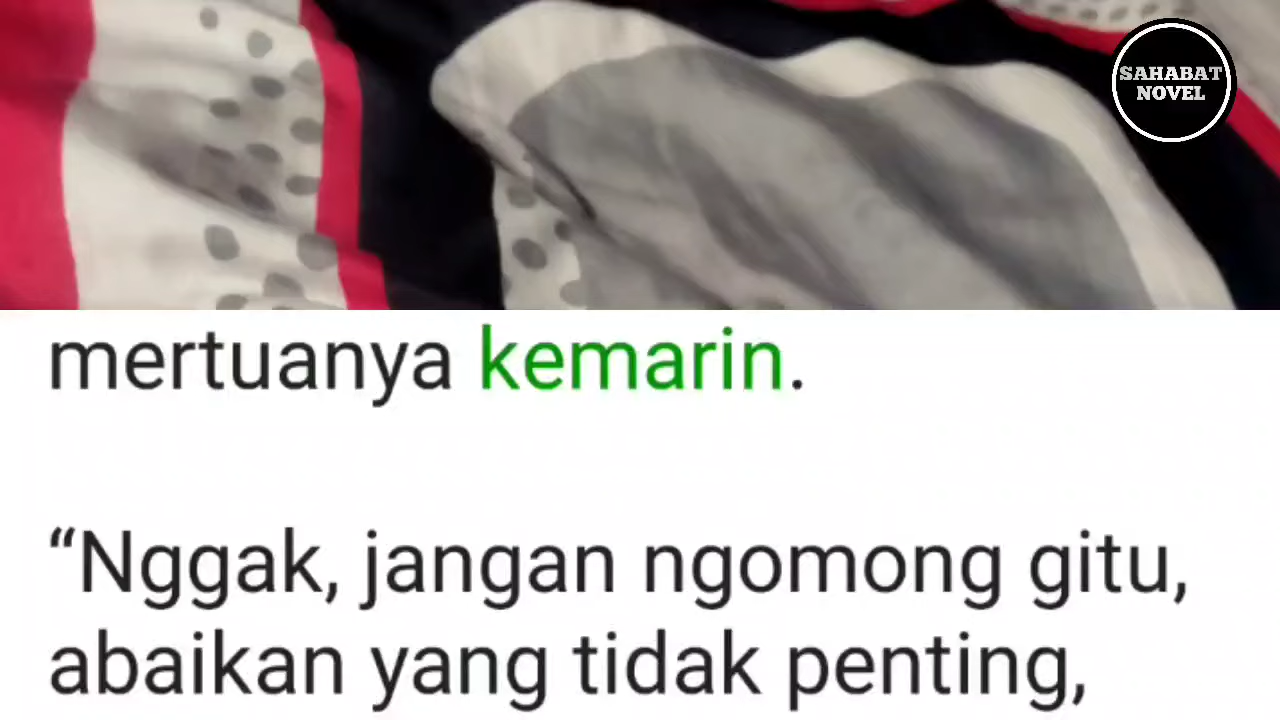 SAHABAT
NOVEL
mertuanya kemarin.
“Nggak, jangan ngomong gitu,
abaikan yang tidak penting,